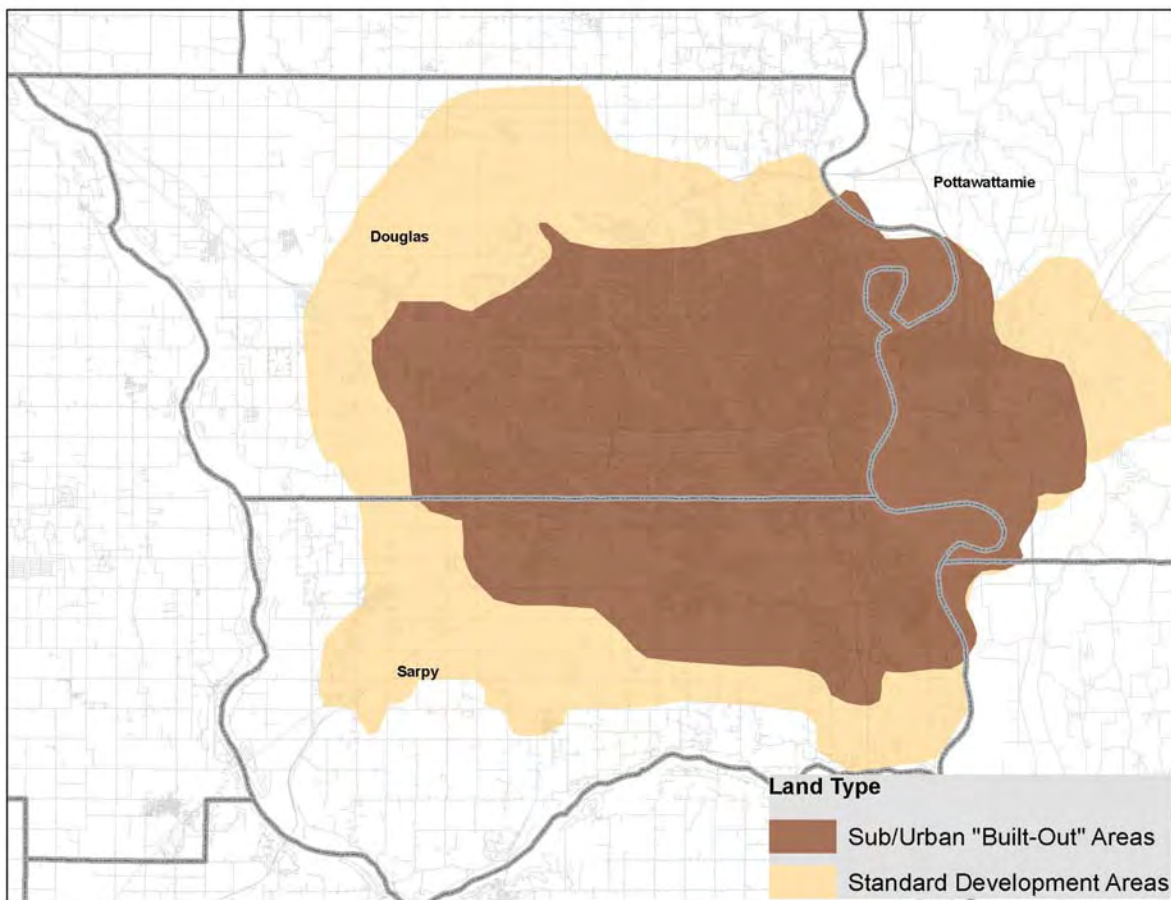 Pottawattamie
Douglas
Sarpy
Land Type
Sub/Urban "Built-Out" Areas
Standard Development Areas